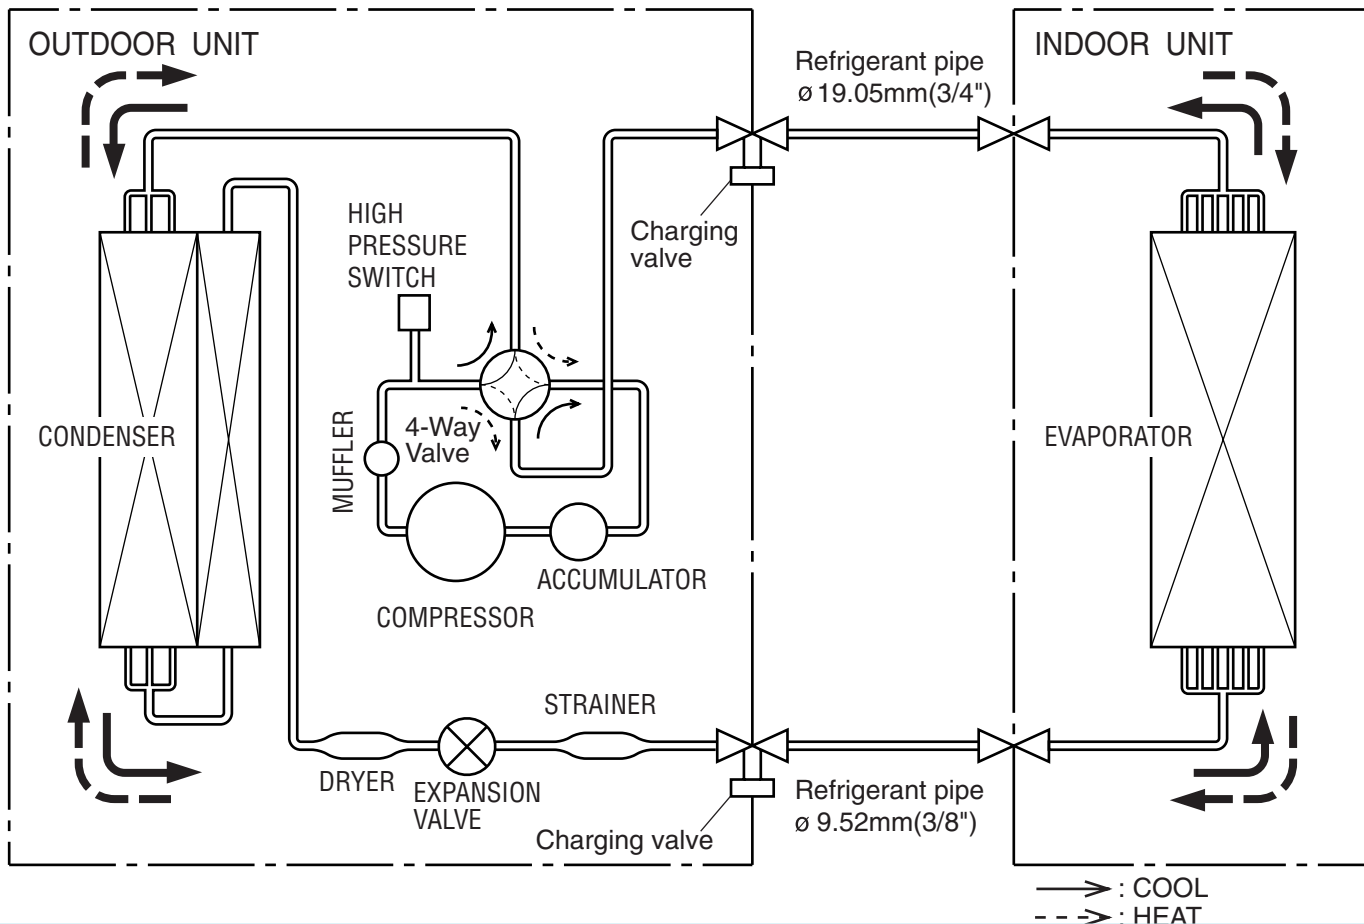 OUTDOOR UNIT
INDOOR UNIT
Refrigerant pipe
ø 19.05mm(3/4")
HIGH
PRESSURE
SWITCH
Charging
valve
CONDENSER
MUFFLER
4-Way
Valve
EVAPORATOR
ACCUMULATOR
COMPRESSOR
STRAINER
DRYER
EXPANSION
VALVE
Refrigerant pipe
ø 9.52mm(3/8")
Charging valve
: COOL
: HEAT